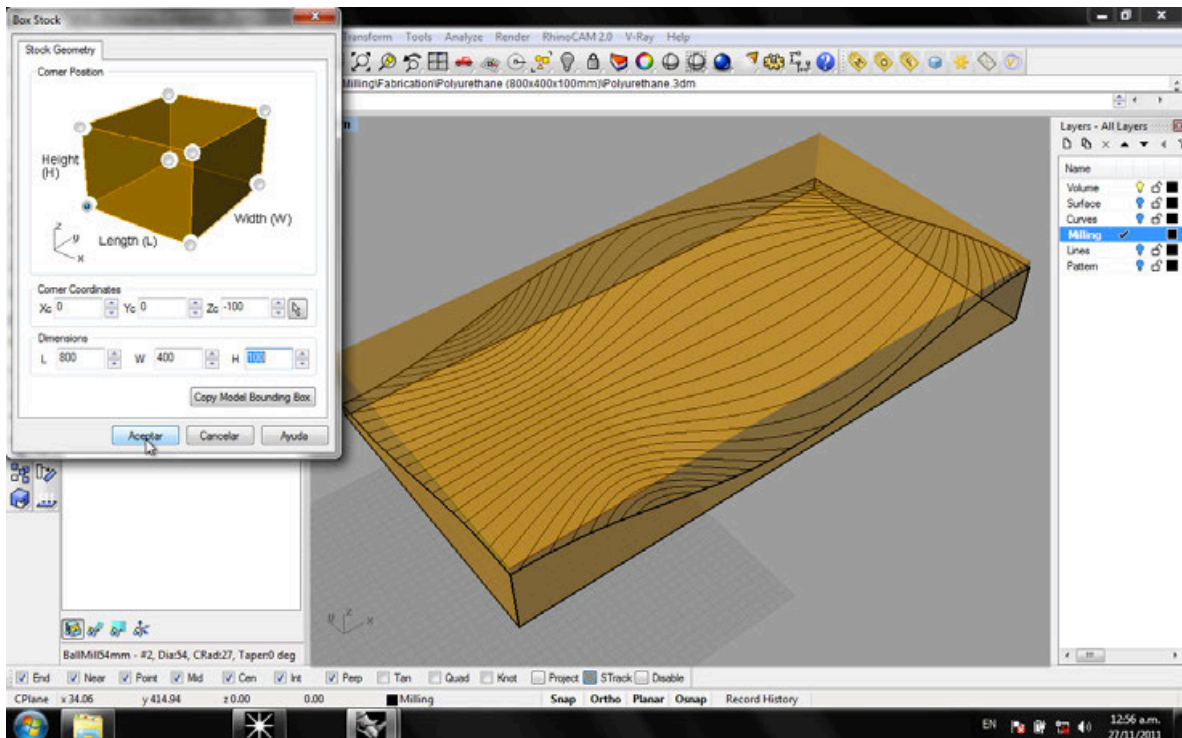 Box Stock
Transform Tools Analyze Render RhinoCAM 2.0 V-Ray Help
Milling\Fabrication\Polyurethane (800x400x100mm)\Polyurethane.3dm
Stock Geometry
Corner Position
Height
(H)
Width (W)
Length (L)
z
y
x
Corner Coordinates
Xc 0 Yc 0 Zc -100
Dimensions
L 800 W 400 H 100
Copy Model Bounding Box
Aceptar Cancelar Ayuda
Layers - All Layers
Name
Volume
Surface
Curves
Milling
Lines
Pattern
z
y
x
BallMill54mm - #2, Dia:54, CRad:27, Taper:0 deg
End Near Point Mid Cen Int Perp Tan Quad Knot Project STrack Disable
CPlane x 34.06 y 414.94 z 0.00 0.00 Milling Snap Ortho Planar Osnap Record History
EN 12:56 a.m.
27/11/2011